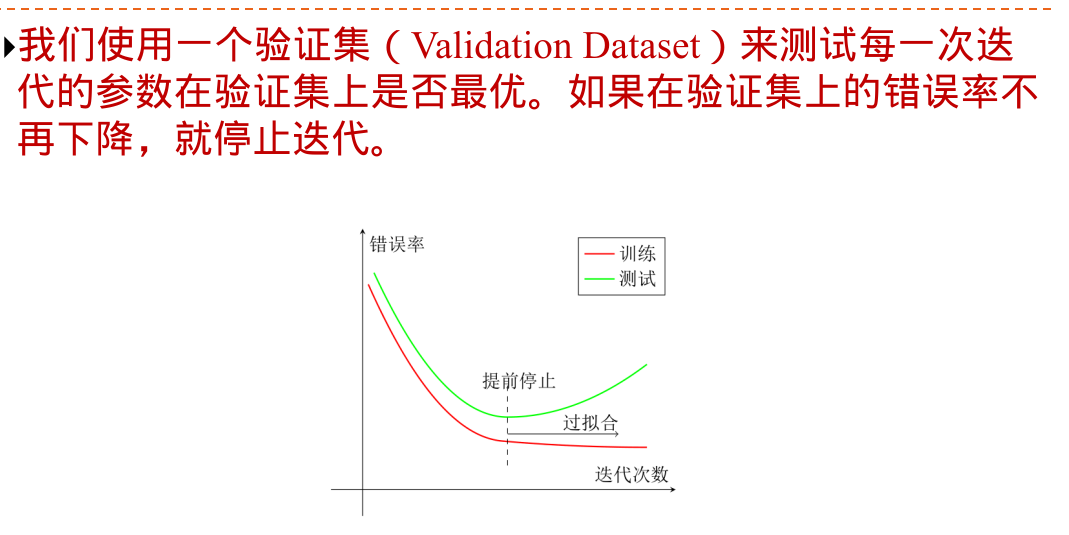 我们使用一个验证集（Validation Dataset）来测试每一次迭
代的参数在验证集上是否最优。如果在验证集上的错误率不
再下降，就停止迭代。
错误率
训练
测试
提前停止
过拟合
迭代次数